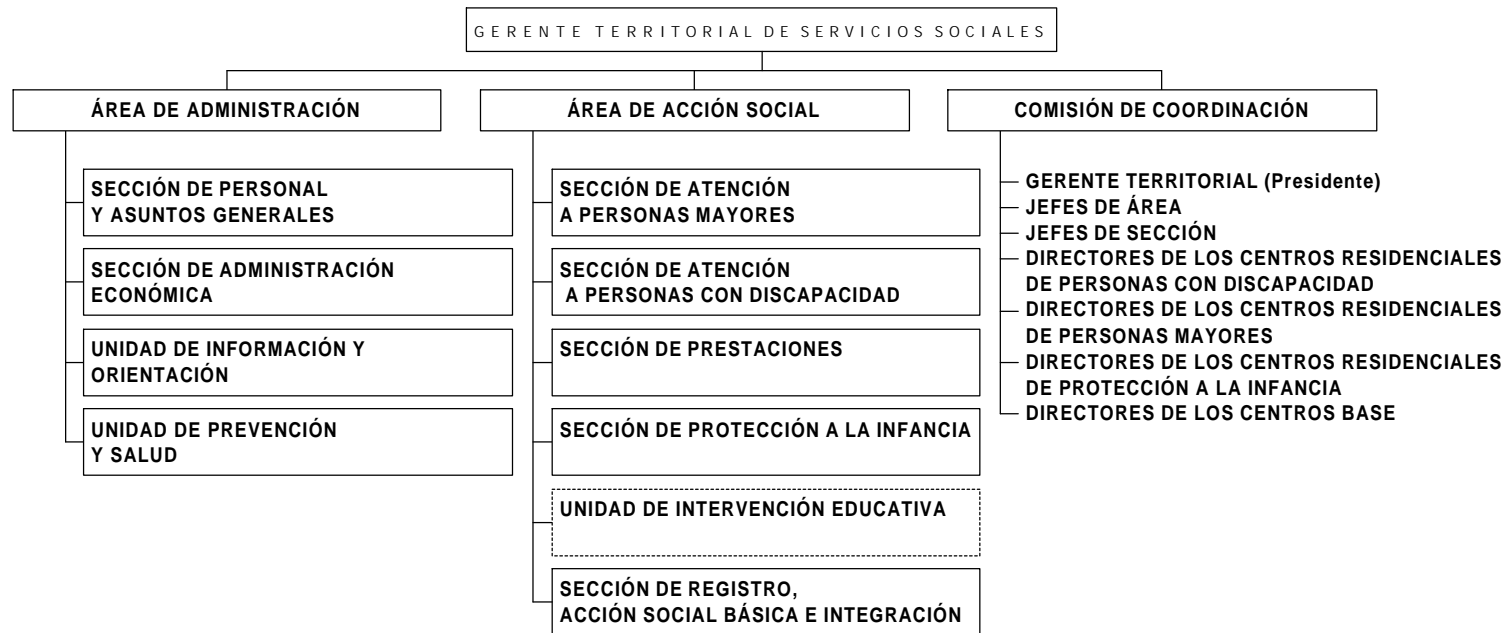 GERENTE TERRITORIAL DE SERVICIOS SOCIALES
ÁREA DE ADMINISTRACIÓN
SECCIÓN DE PERSONAL
Y ASUNTOS GENERALES
SECCIÓN DE ADMINISTRACIÓN
ECONÓMICA
UNIDAD DE INFORMACIÓN Y
ORIENTACIÓN
UNIDAD DE PREVENCIÓN
Y SALUD
ÁREA DE ACCIÓN SOCIAL
SECCIÓN DE ATENCIÓN
A PERSONAS MAYORES
SECCIÓN DE ATENCIÓN
A PERSONAS CON DISCAPACIDAD
SECCIÓN DE PRESTACIONES
SECCIÓN DE PROTECCIÓN A LA INFANCIA
UNIDAD DE INTERVENCIÓN EDUCATIVA
SECCIÓN DE REGISTRO,
ACCIÓN SOCIAL BÁSICA E INTEGRACIÓN
COMISIÓN DE COORDINACIÓN
GERENTE TERRITORIAL (Presidente)
JEFES DE ÁREA
JEFES DE SECCIÓN
DIRECTORES DE LOS CENTROS RESIDENCIALES
DE PERSONAS CON DISCAPACIDAD
DIRECTORES DE LOS CENTROS RESIDENCIALES
DE PERSONAS MAYORES
DIRECTORES DE LOS CENTROS RESIDENCIALES
DE PROTECCIÓN A LA INFANCIA
DIRECTORES DE LOS CENTROS BASE